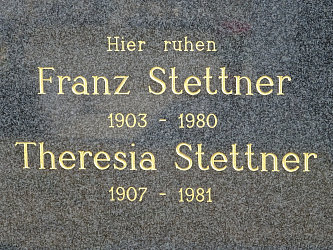 Hier ruhen
Franz Stettner
1903 - 1980
Theresia Stettner
1907 - 1981